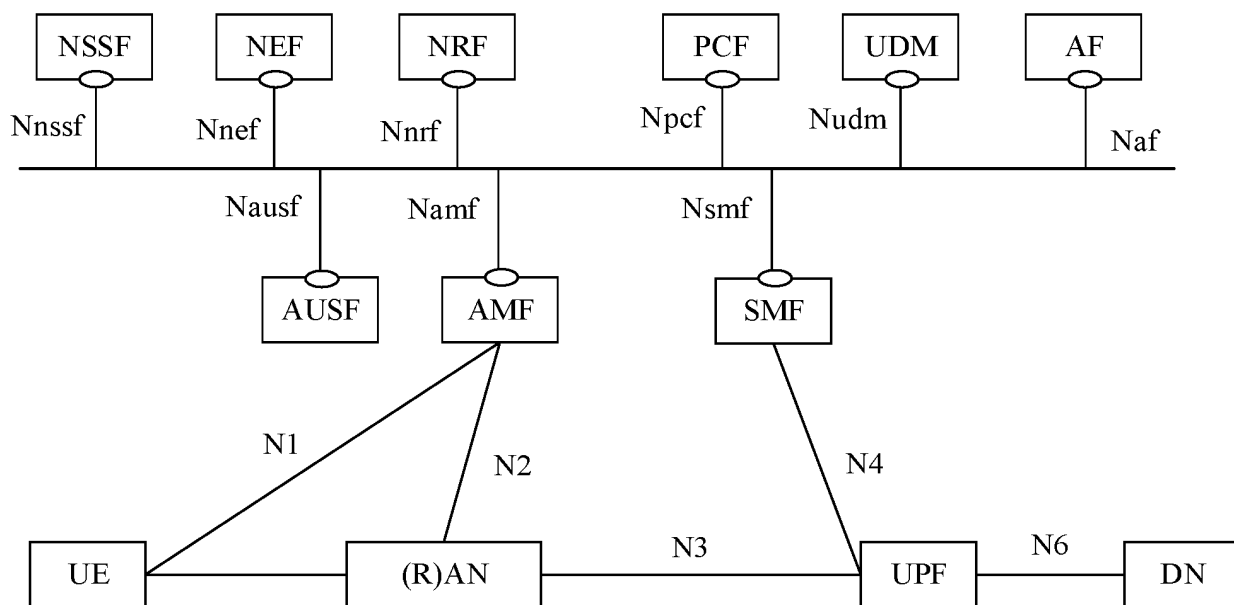 NSSF NEF NRF PCF UDM AF
Nnssf Nnef Nnrf Npcf Nudm Naf
Nausf Namf Nsmf
AUSF AMF SMF
N1 N2 N4
N3 N6
UE (R)AN UPF DN